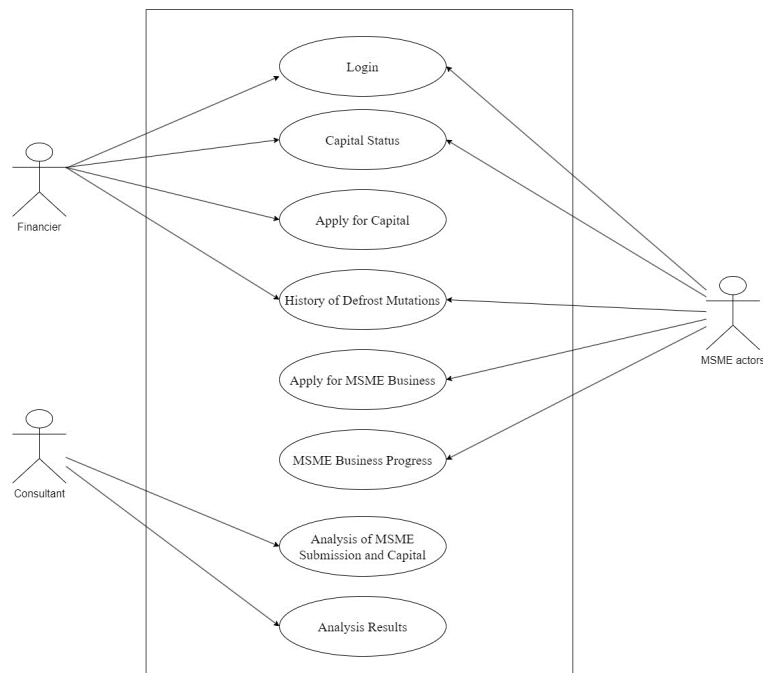 Login
Capital Status
Financier
Apply for Capital
History of Defrost Mutations
MSME actors
Apply for MSME Business
MSME Business Progress
Consultant
Analysis of MSME
Submission and Capital
Analysis Results